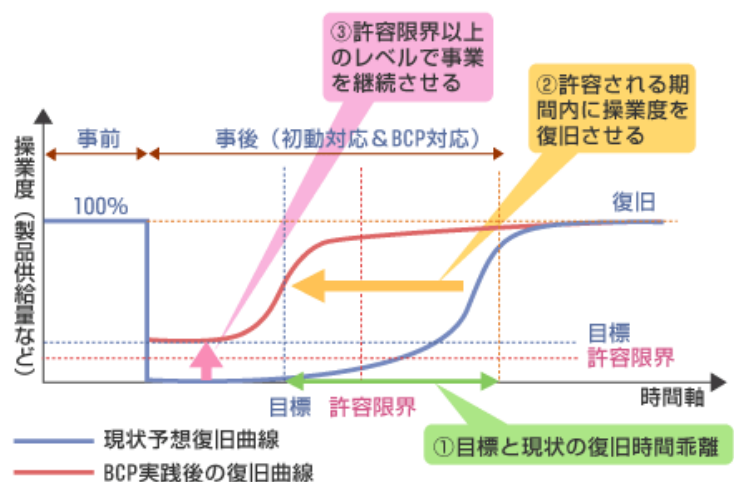 ③許容限界以上
のレベルで事業
を継続させる
②許容される期
間内に操業度を
復旧させる
事前
事後（初動対応&BCP対応）
操業度（製品供給量など）
100%
復旧
目標
許容限界
時間軸
目標
許容限界
①目標と現状の復旧時間乖離
現状予想復旧曲線
BCP実践後の復旧曲線